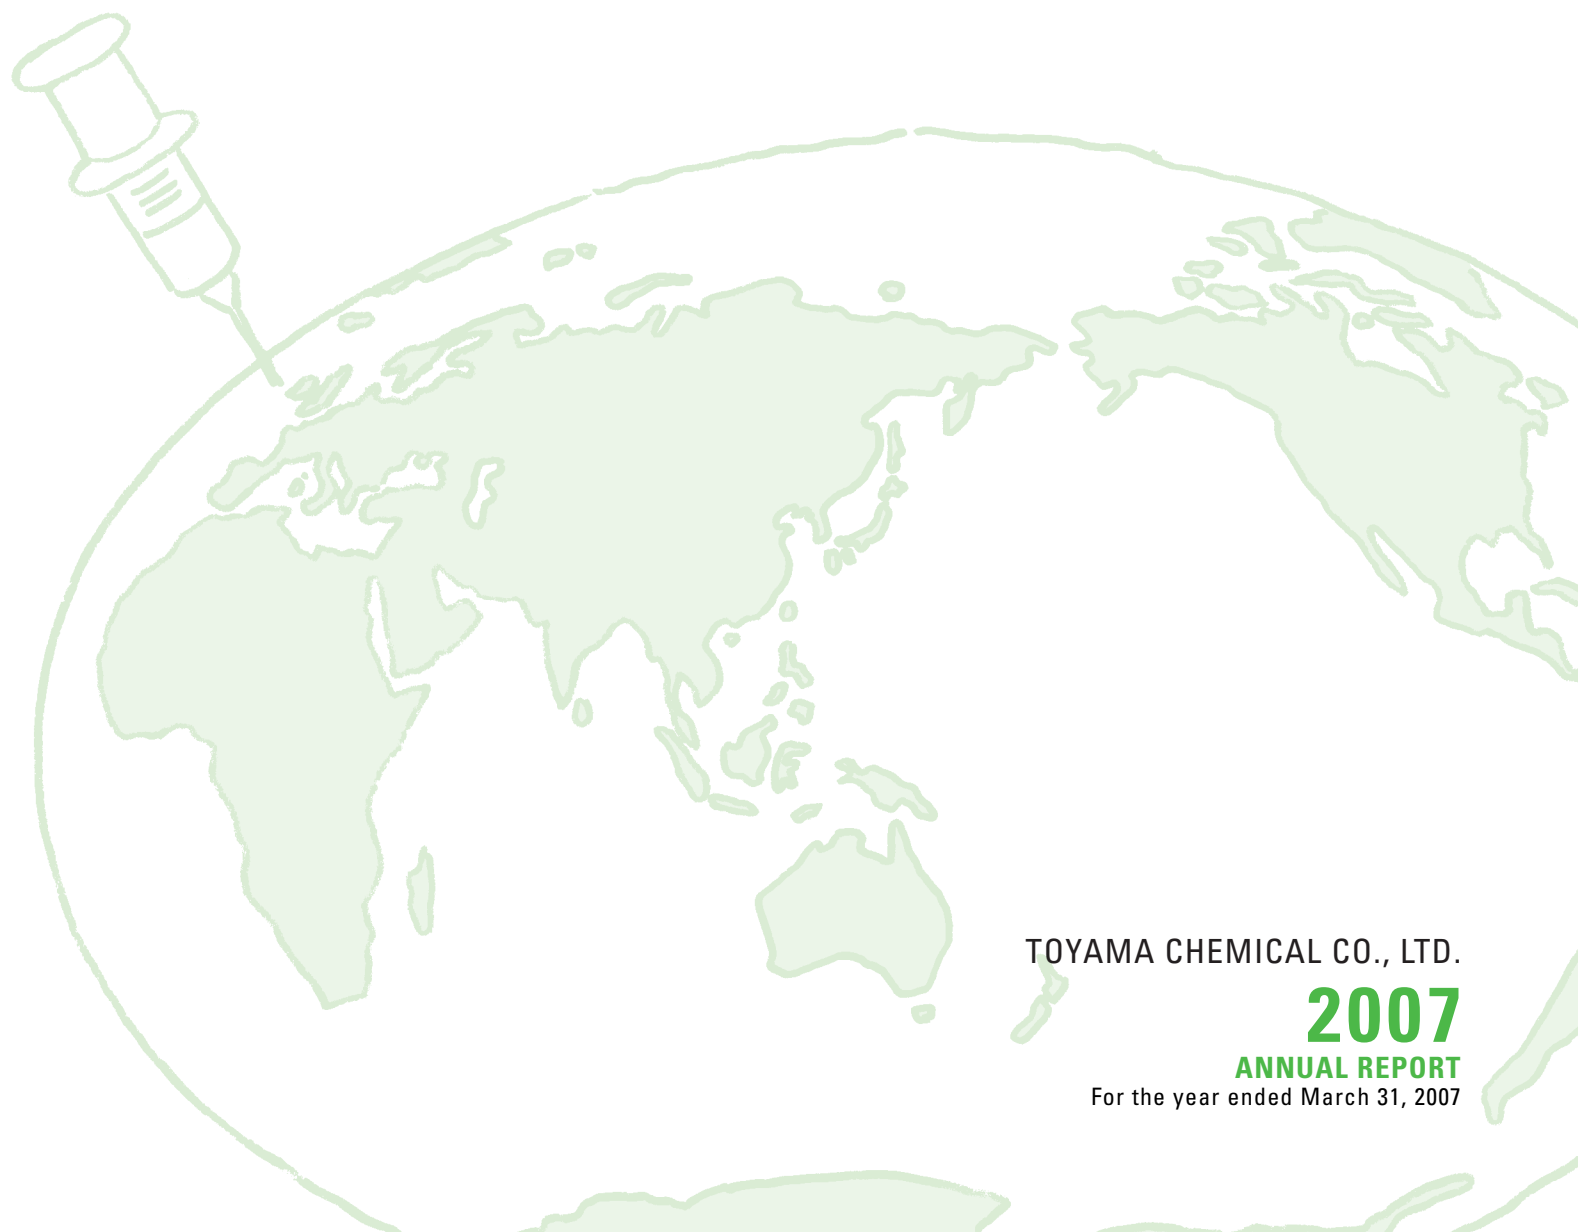 TOYAMA CHEMICAL CO., LTD.
2007
ANNUAL REPORT
For the year ended March 31, 2007